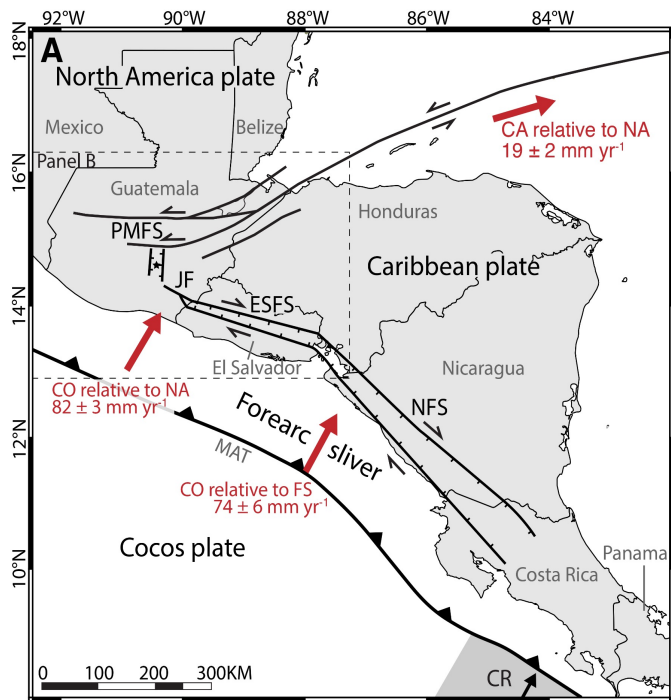 92°W 90°W 88°W 86°W 84°W
18°N
A
North America plate
Mexico
Belize
CA relative to NA
19 ± 2 mm yr-1
Panel B
16°N
Guatemala
Honduras
PMFS
Caribbean plate
JF
ESFS
14°N
El Salvador
Nicaragua
CO relative to NA
82 ± 3 mm yr-1
NFS
Forearc sliver
12°N
MAT
CO relative to FS
74 ± 6 mm yr-1
Cocos plate
Panama
10°N
Costa Rica
CR
0 100 200 300KM